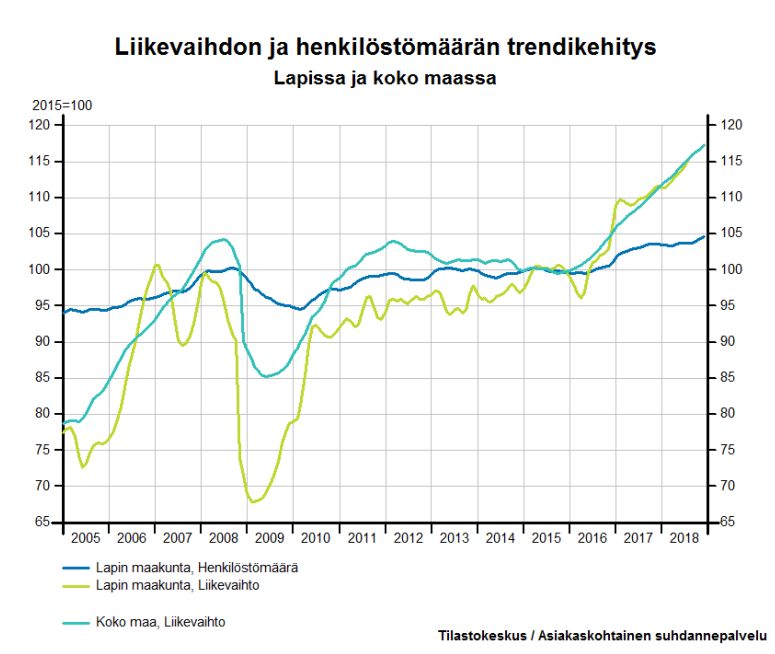 Liikevaihdon ja henkilöstömäärän trendikehitys
Lapissa ja koko maassa
2015=100
120 120
115 115
110 110
105 105
100 100
95 95
90 90
85 85
80 80
75 75
70 70
65 65
2005 2006 2007 2008 2009 2010 2011 2012 2013 2014 2015 2016 2017 2018
Lapin maakunta, Henkilöstömäärä
Lapin maakunta, Liikevaihto
Koko maa, Liikevaihto
Tilastokeskus / Asiakaskohtainen suhdannepalvelu